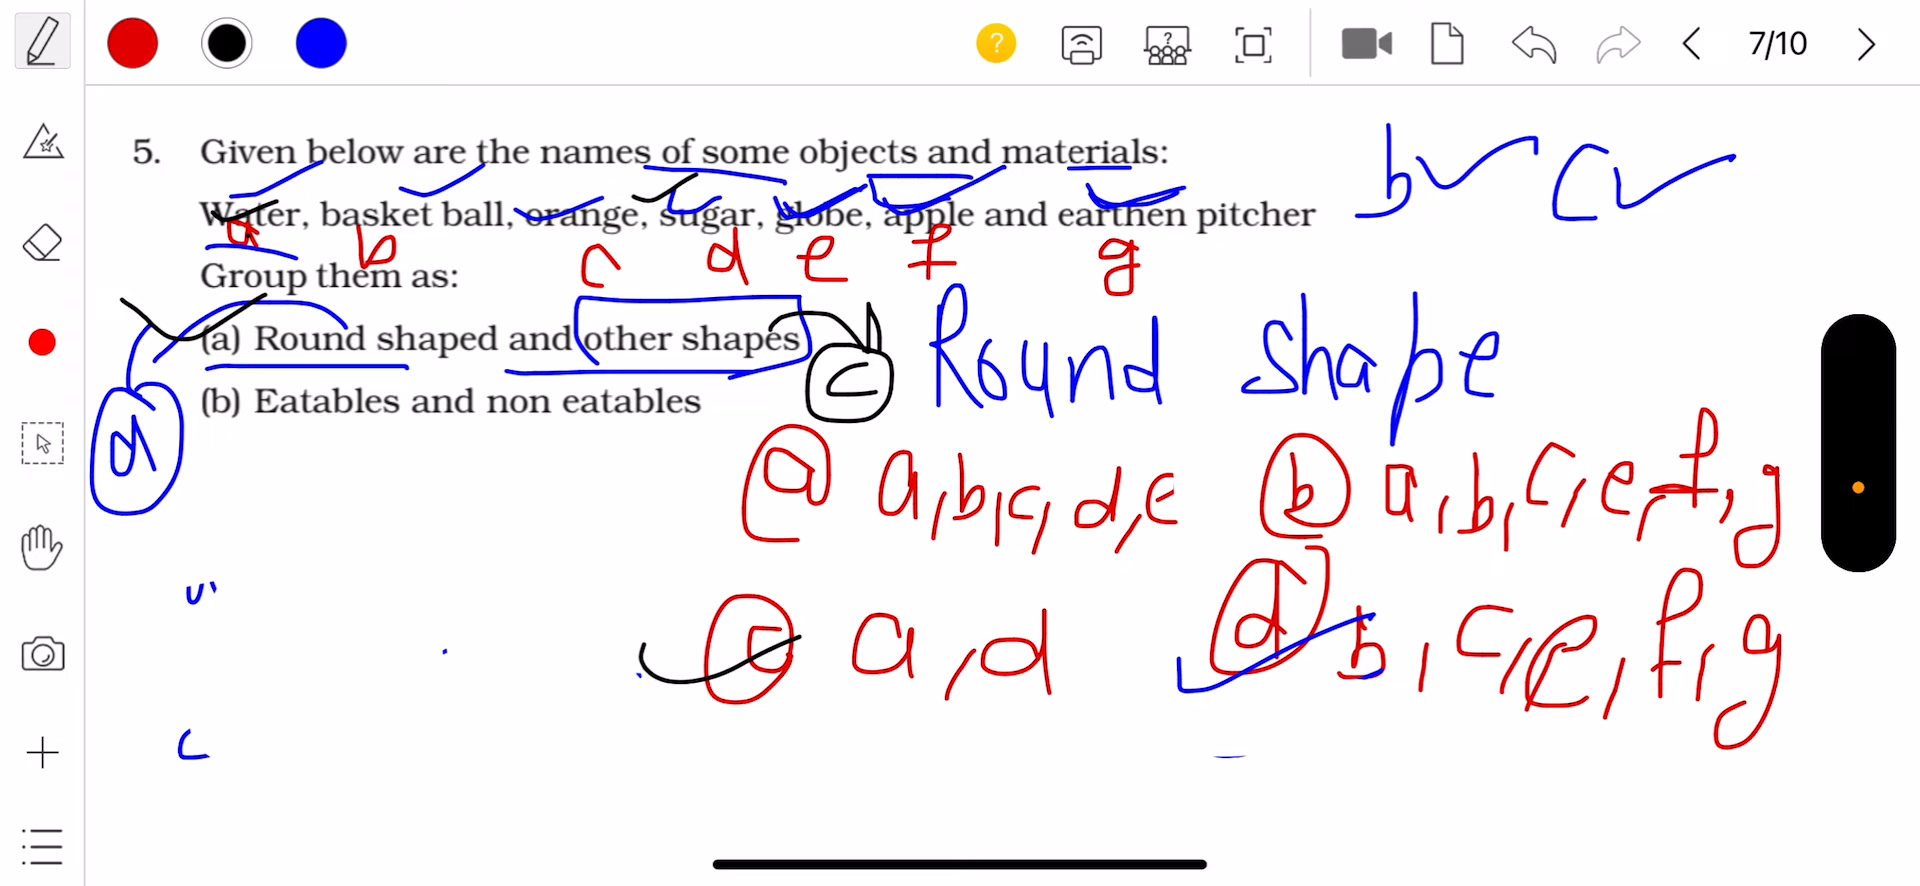 7/10
5. Given below are the names of some objects and materials:
b c
Water, basket ball, orange, sugar, globe, apple and earthen pitcher
a b c d e f g
Group them as:
(a) Round shaped and other shapes
c Round shape
(b) Eatables and non eatables
d
a a, b, c, d, e b a, b, c, e, f, g
c a, d d b, c, e, f, g